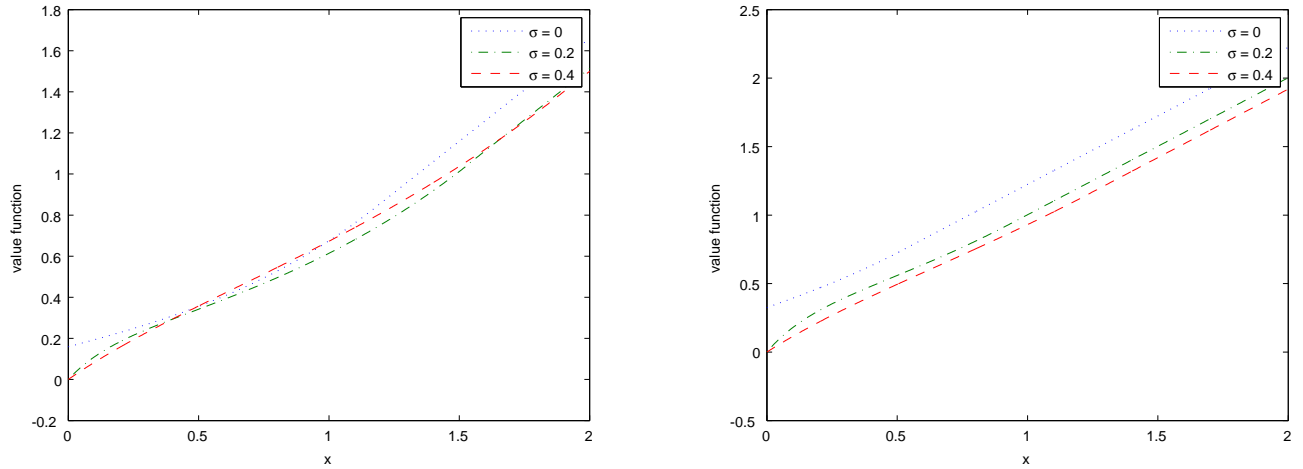 1.8
1.6
1.4
1.2
1
0.8
0.6
0.4
0.2
0
-0.2
value function
0
0.5
1
1.5
2
x
σ = 0
σ = 0.2
σ = 0.4
2.5
2
1.5
1
0.5
0
-0.5
value function
0
0.5
1
1.5
2
x
σ = 0
σ = 0.2
σ = 0.4